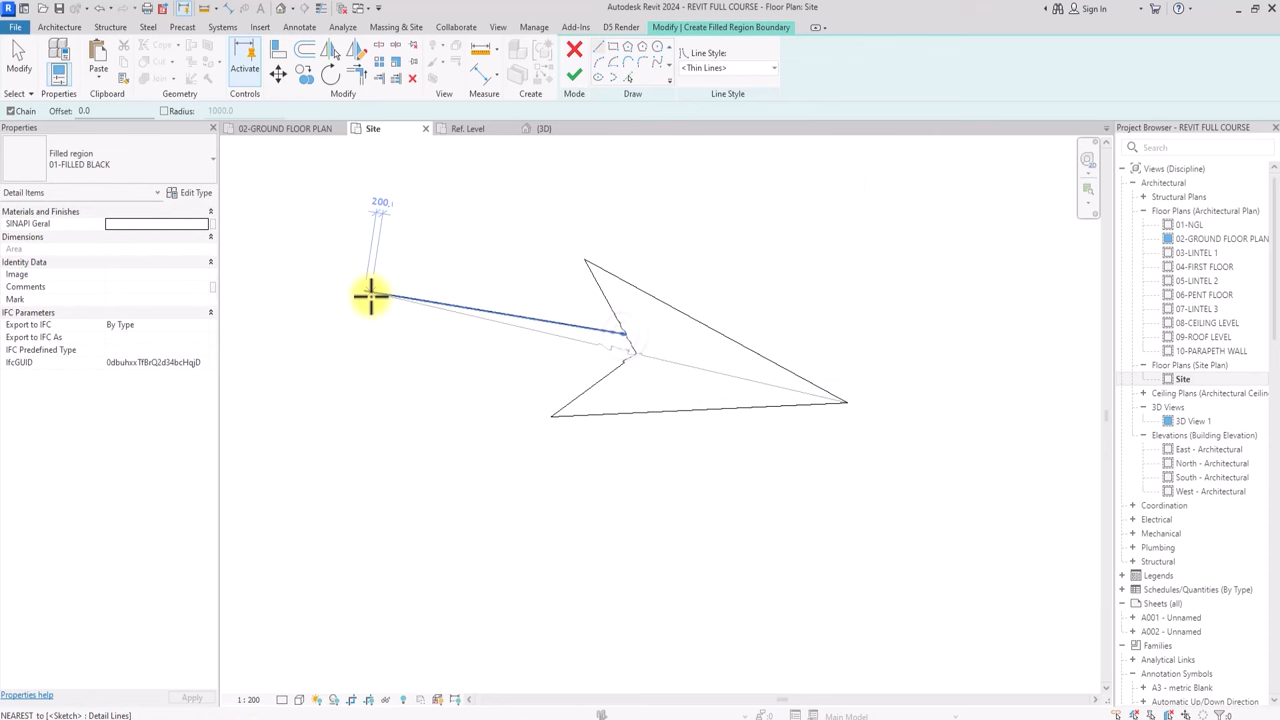 Autodesk Revit 2024 - REVIT FULL COURSE - Floor Plan: Site
Sign In
File Architecture Structure Steel Precast Systems Insert Annotate Analyze Massing & Site Collaborate View Manage Add-Ins D5 Render Modify | Create Filled Region Boundary
Modify
Select
Properties
Paste
Clipboard
Geometry
Activate
Controls
Modify
View
Measure
Create
Mode
Draw
Line Style:
<Thin Lines>
Line Style
Chain Offset: 0.0 Radius: 1000.0
Properties
02-GROUND FLOOR PLAN
Site
Ref. Level
{3D}
Project Browser - REVIT FULL COURSE
Filled region
01-FILLED BLACK
Detail Items
Edit Type
Materials and Finishes
SINAPI Geral
Dimensions
Area
Identity Data
Image
Comments
Mark
IFC Parameters
Export to IFC By Type
Export to IFC As
IFC Predefined Type
IfcGUID 0dbuhxxTfBrQ2d34bcHqjD
Properties help
Apply
Search
Views (Discipline)
Architectural
Structural Plans
Floor Plans (Architectural Plan)
01-NGL
02-GROUND FLOOR PLAN
03-LINTEL 1
04-FIRST FLOOR
05-LINTEL 2
06-PENT FLOOR
07-LINTEL 3
08-CEILING LEVEL
09-ROOF LEVEL
10-PARAPETH WALL
Floor Plans (Site Plan)
Site
Ceiling Plans (Architectural Ceilin
3D Views
3D View 1
Elevations (Building Elevation)
East - Architectural
North - Architectural
South - Architectural
West - Architectural
Coordination
Electrical
Mechanical
Plumbing
Structural
Legends
Schedules/Quantities (By Type)
Sheets (all)
A001 - Unnamed
A002 - Unnamed
Families
Analytical Links
Annotation Symbols
A3 - metric Blank
1 : 200
NEAREST to [<Sketch> : Detail Lines]
:0
Main Model
:0